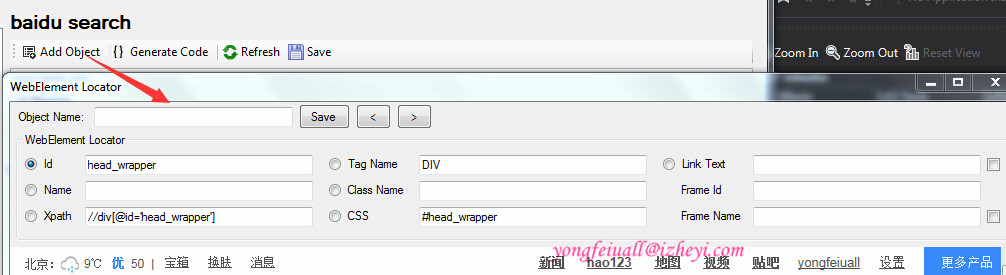 baidu search
Add Object {} Generate Code Refresh Save
Zoom In Zoom Out Reset View
WebElement Locator
Object Name: Save < >
WebElement Locator
Id head_wrapper Tag Name DIV Link Text
Name Class Name Frame Id
Xpath //div[@id='head_wrapper'] CSS #head_wrapper Frame Name
yongfeiuall@izheyi.com
北京: 9℃ 优 50 | 宝箱 换肤 消息 新闻 hao123 地图 视频 贴吧 yongfeiuall 设置 更多产品